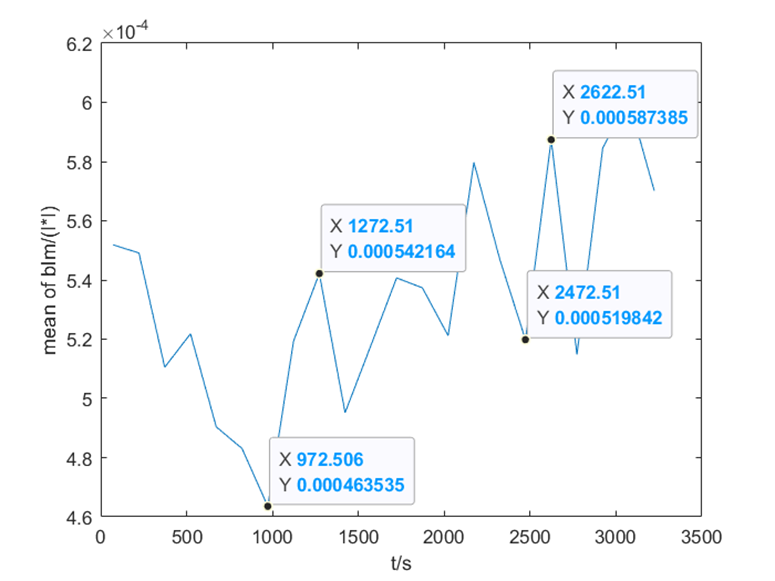 ×10-4
6.2
6
5.8
5.6
5.4
5.2
5
4.8
4.6
mean of blm/(I*I)
X 2622.51
Y 0.000587385
X 1272.51
Y 0.000542164
X 2472.51
Y 0.000519842
X 972.506
Y 0.000463535
0 500 1000 1500 2000 2500 3000 3500
t/s